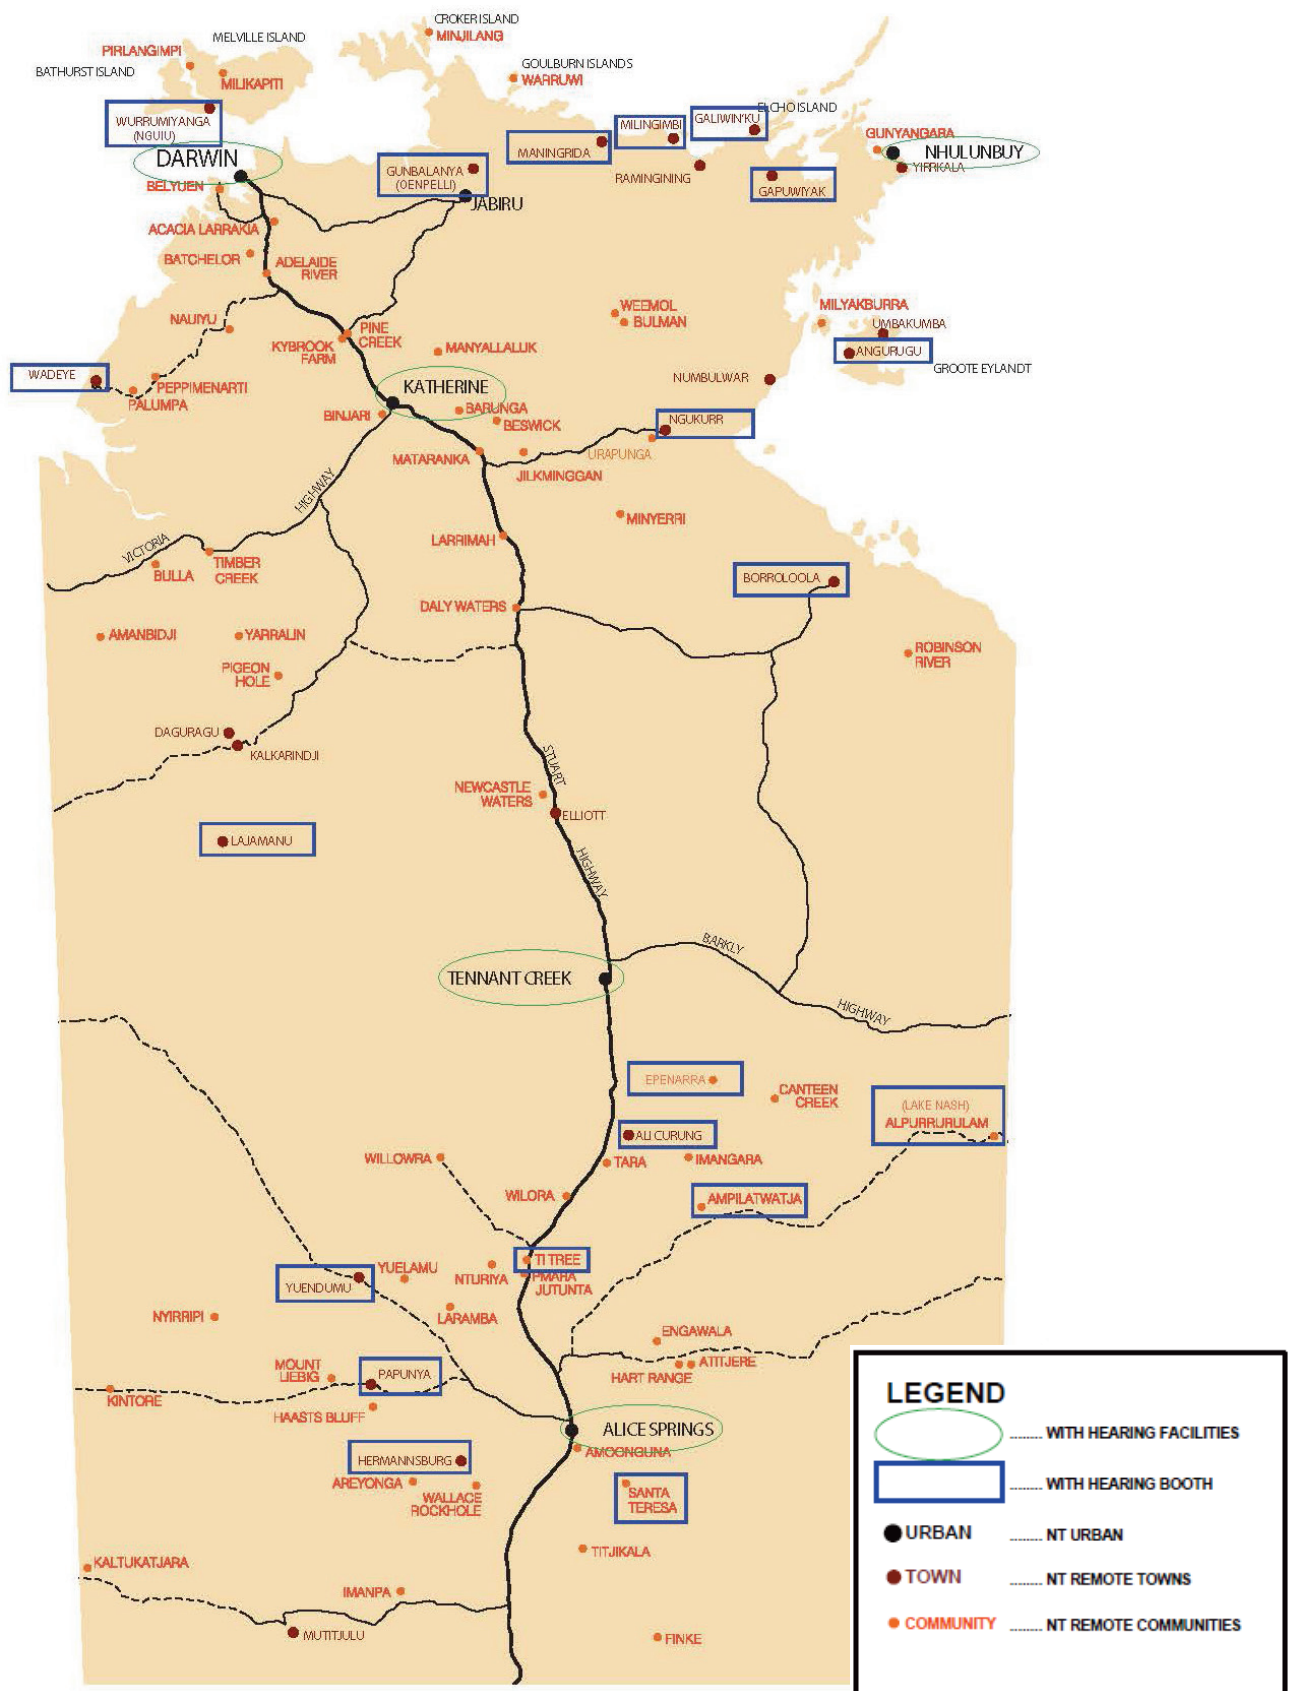 CROKER ISLAND
MINJILANG
MELVILLE ISLAND
PIRLANGIMPI
BATHURST ISLAND
MILIKAPITI
GOULBURN ISLANDS
WARRUWI
ELCHO ISLAND
WURRUMIYANGA
(NGUIU)
MILINGIMBI
GALIWIN'KU
GUNYANGARA
DARWIN
MANINGRIDA
NHULUNBUY
GUNBALANYA
(OENPELLI)
RAMINGINING
YIRRKALA
BELYUEN
GAPUWIYAK
JABIRU
ACACIA LARRAKIA
BATCHELOR
ADELAIDE
RIVER
WEEMOL
BULMAN
MILYAKBURRA
NAUIYU
UMBAKUMBA
KYBROOK
FARM
PINE
CREEK
MANYALLALUK
ANGURUGU
GROOTE EYLANDT
WADEYE
PEPPIMENARTI
PALUMPA
KATHERINE
NUMBULWAR
BINJARI
BARUNGA
BESWICK
NGUKURR
MATARANKA
URAPUNGA
JILKMINGGAN
HIGHWAY
MINYERRI
VICTORIA
LARRIMAH
BULLA
TIMBER
CREEK
BORROLOOLA
DALY WATERS
AMANBIDJI
YARRALIN
ROBINSON
RIVER
PIGEON
HOLE
DAGURAGU
KALKARINDJI
STUART
NEWCASTLE
WATERS
ELLIOTT
LAJAMANU
HIGHWAY
BARKLY
TENNANT CREEK
HIGHWAY
EPENARRA
CANTEEN
CREEK
(LAKE NASH)
ALPURRURULAM
ALI CURUNG
WILLOWRA
TARA
IMANGARA
WILORA
AMPILATWATJA
TI TREE
YUELAMU
NTURIYA
PMARA
JUTUNTA
YUENDUMU
NYIRRIPI
LARAMBA
ENGAWALA
MOUNT
LIEBIG
PAPUNYA
HART RANGE
ATITJERE
KINTORE
HAASTS BLUFF
ALICE SPRINGS
AMOONGUNA
HERMANNSBURG
AREYONGA
WALLACE
ROCKHOLE
SANTA
TERESA
TITJIKALA
KALTUKATJARA
IMANPA
MUTITJULU
FINKE
LEGEND
........ WITH HEARING FACILITIES
........ WITH HEARING BOOTH
URBAN ........ NT URBAN
TOWN ........ NT REMOTE TOWNS
COMMUNITY ........ NT REMOTE COMMUNITIES